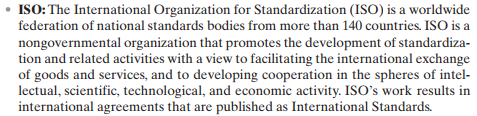 • ISO: The International Organization for Standardization (ISO) is a worldwide
federation of national standards bodies from more than 140 countries. ISO is a
nongovernmental organization that promotes the development of standardiza-
tion and related activities with a view to facilitating the international exchange
of goods and services, and to developing cooperation in the spheres of intel-
lectual, scientific, technological, and economic activity. ISO's work results in
international agreements that are published as International Standards.